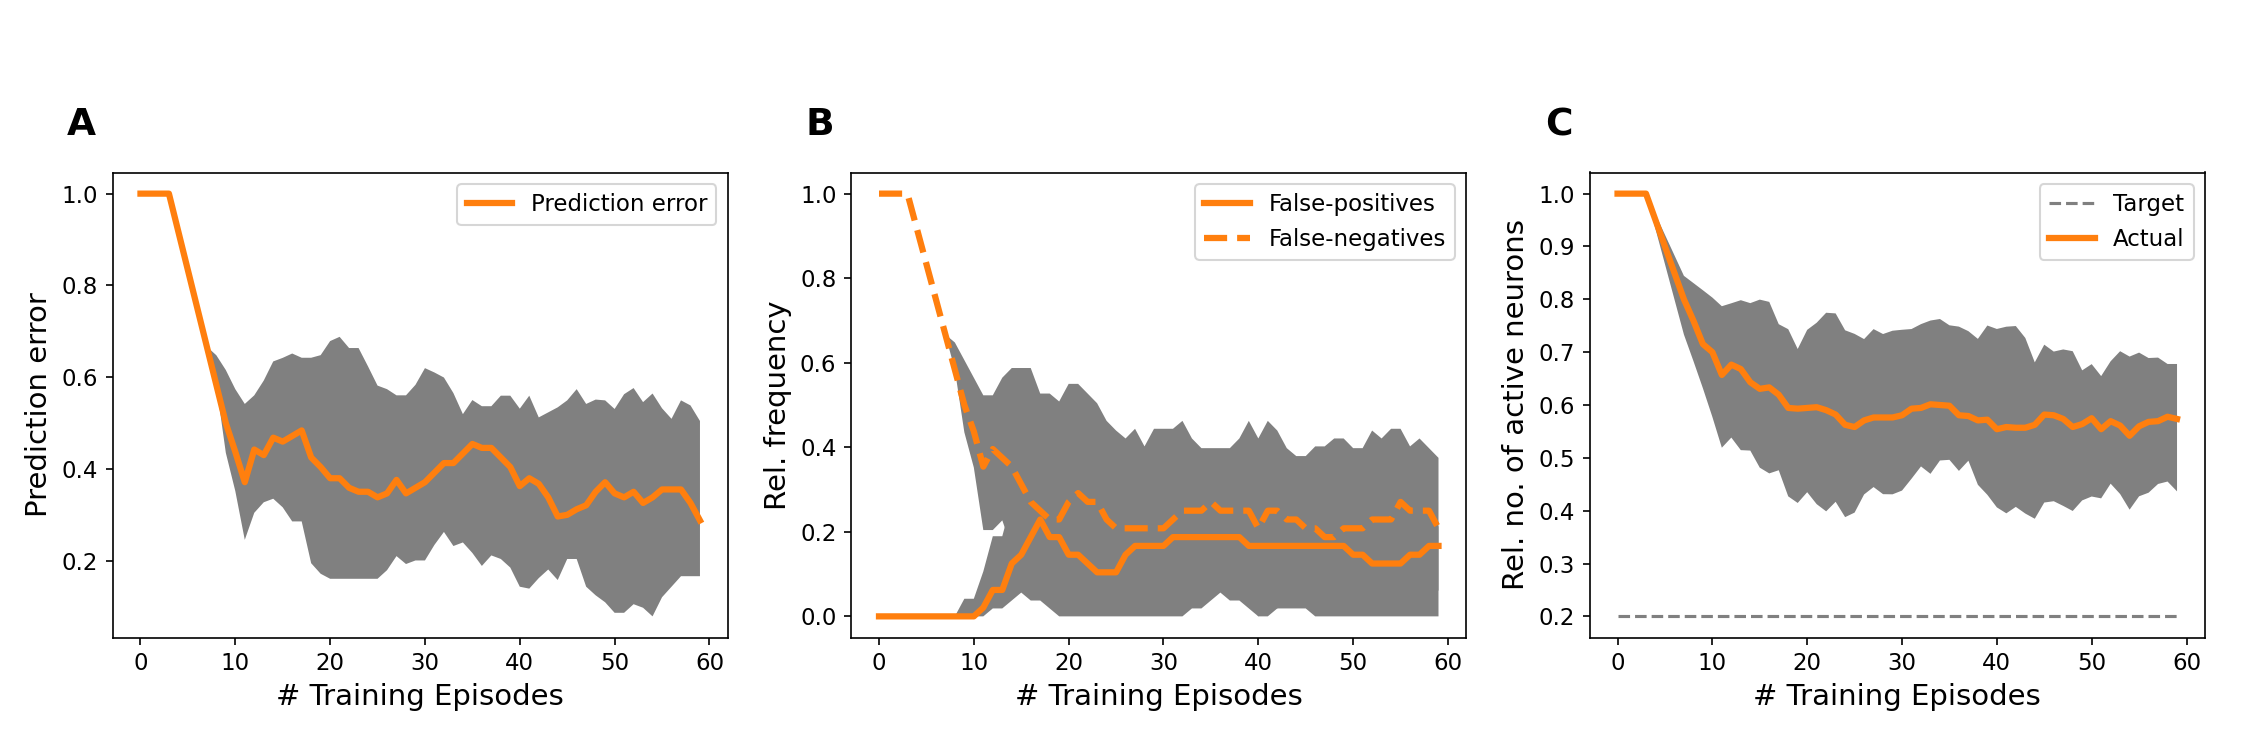 A
B
C
Prediction error
1.0
0.8
0.6
0.4
0.2
Prediction error
0
10
20
30
40
50
60
# Training Episodes
Rel. frequency
1.0
0.8
0.6
0.4
0.2
0.0
False-positives
False-negatives
0
10
20
30
40
50
60
# Training Episodes
Rel. no. of active neurons
1.0
0.9
0.8
0.7
0.6
0.5
0.4
0.3
0.2
Target
Actual
0
10
20
30
40
50
60
# Training Episodes